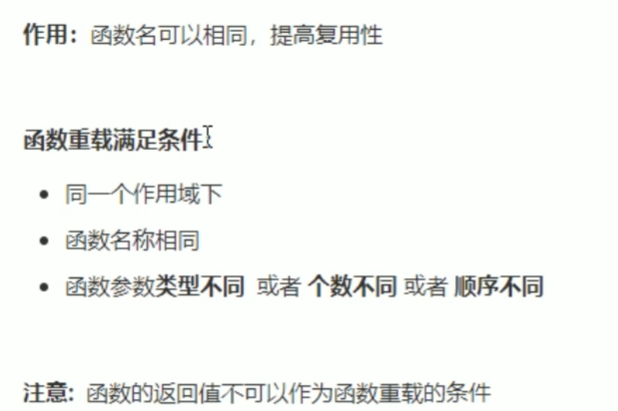 作用：函数名可以相同，提高复用性
函数重载满足条件
同一个作用域下
函数名称相同
函数参数类型不同 或者 个数不同 或者 顺序不同
注意: 函数的返回值不可以作为函数重载的条件